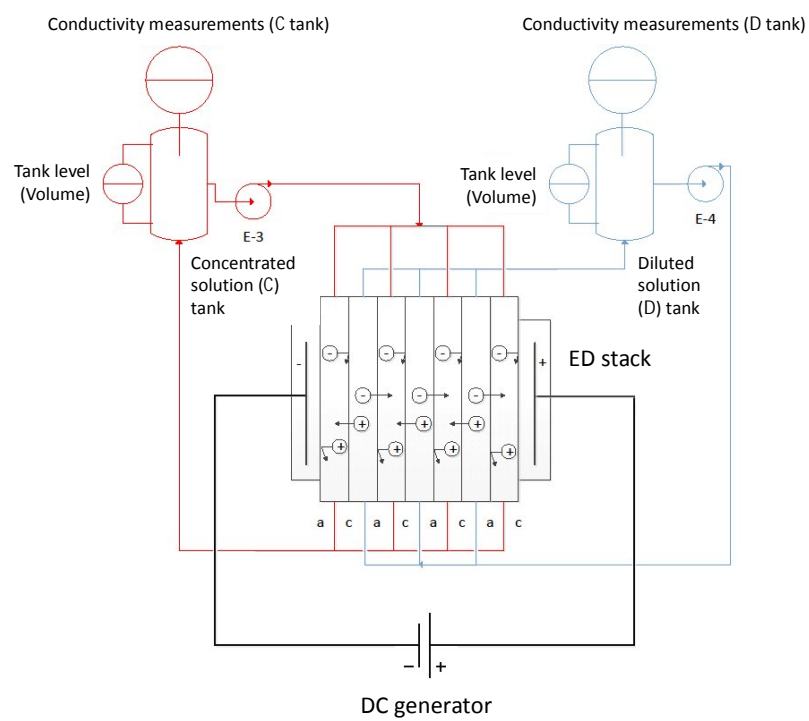 Conductivity measurements (C tank)
Conductivity measurements (D tank)
Tank level
(Volume)
E-3
Concentrated
solution (C)
tank
Tank level
(Volume)
E-4
Diluted
solution
(D) tank
ED stack
- +
- - - -
- - -
+ + +
+ + + +
a c a c a c a c
− +
DC generator